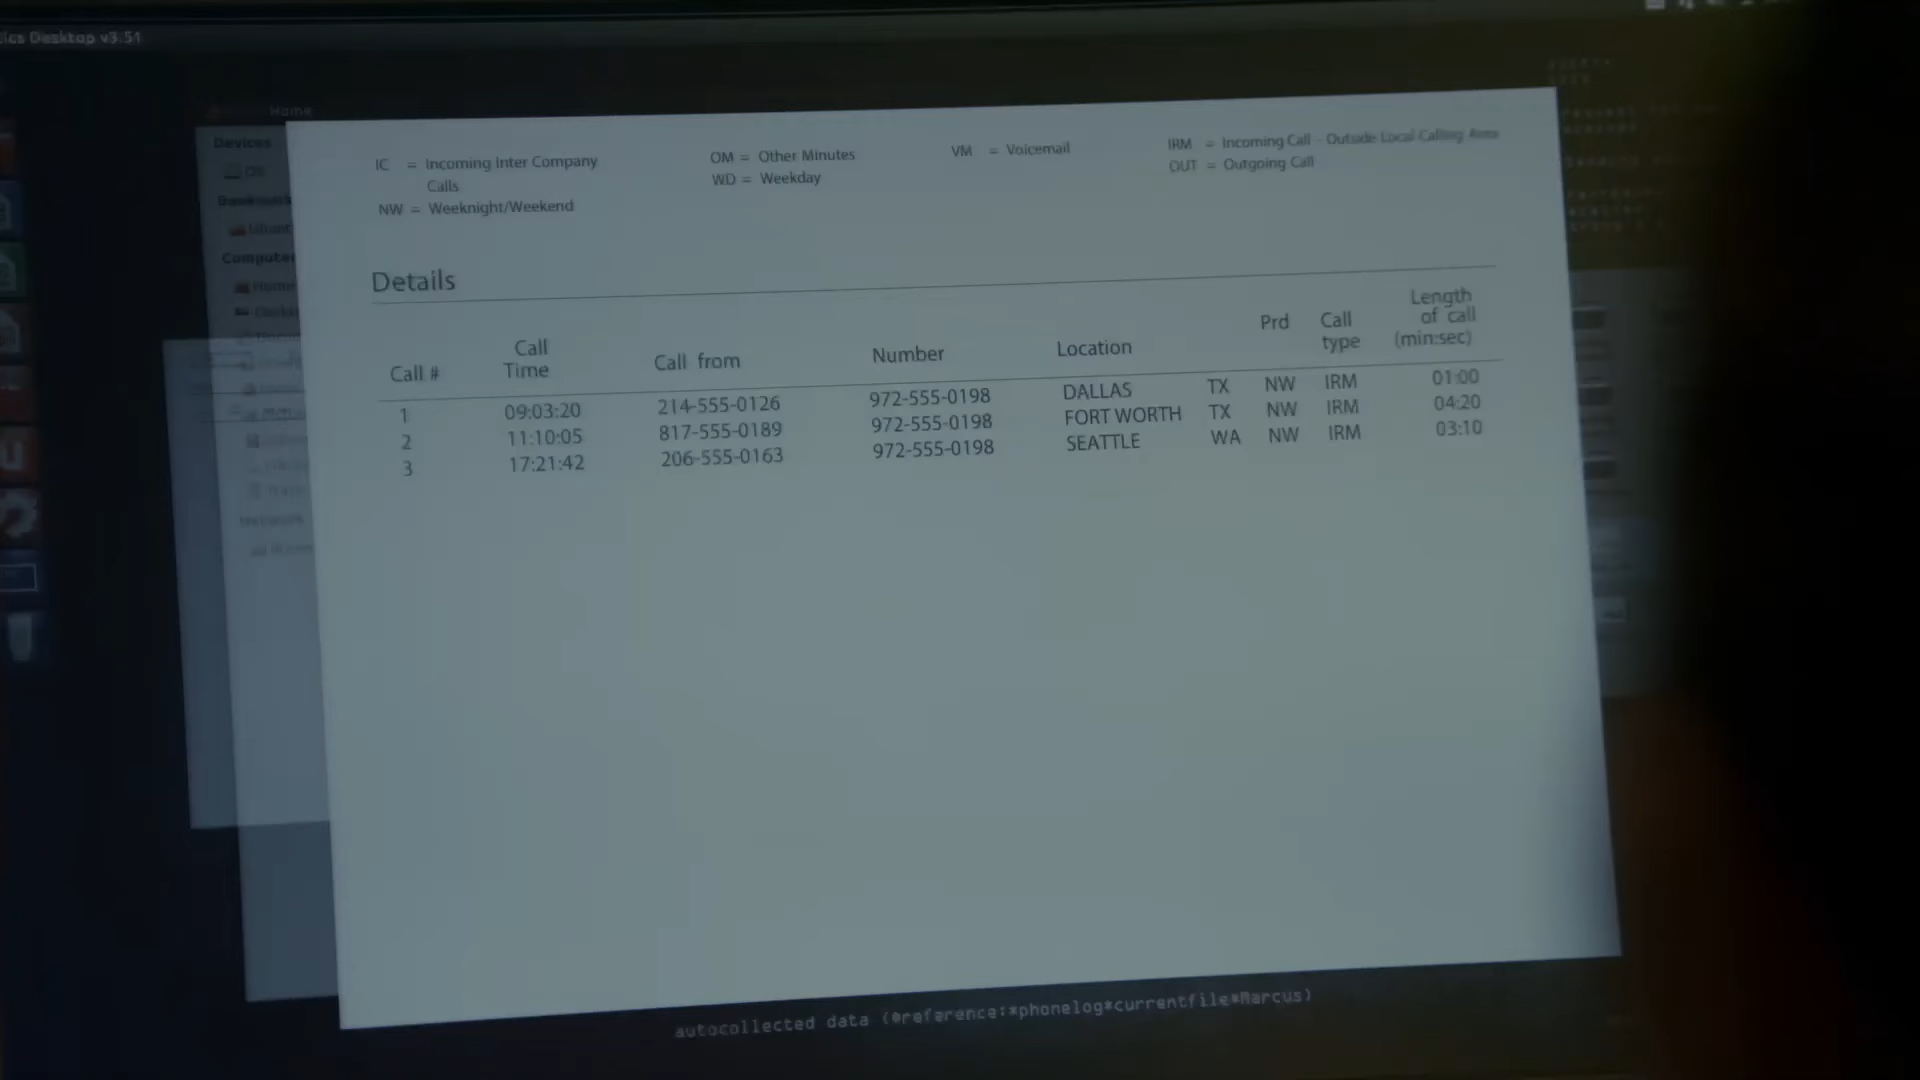 Desktop v3.51
Home
Devices
OS
IC = Incoming Inter Company Calls
OM = Other Minutes
VM = Voicemail
IRM = Incoming Call - Outside Local Calling Area
WD = Weekday
OUT = Outgoing Call
NW = Weeknight/Weekend
Computer
Home
Details
Call # Call Time Call from Number Location Prd Call type Length of call (min:sec)
1 09:03:20 214-555-0126 972-555-0198 DALLAS TX NW IRM 01:00
2 11:10:05 817-555-0189 972-555-0198 FORT WORTH TX NW IRM 04:20
3 17:21:42 206-555-0163 972-555-0198 SEATTLE WA NW IRM 03:10
Network
autocollected data (@reference:*phonelog*currentfile*Marcus)